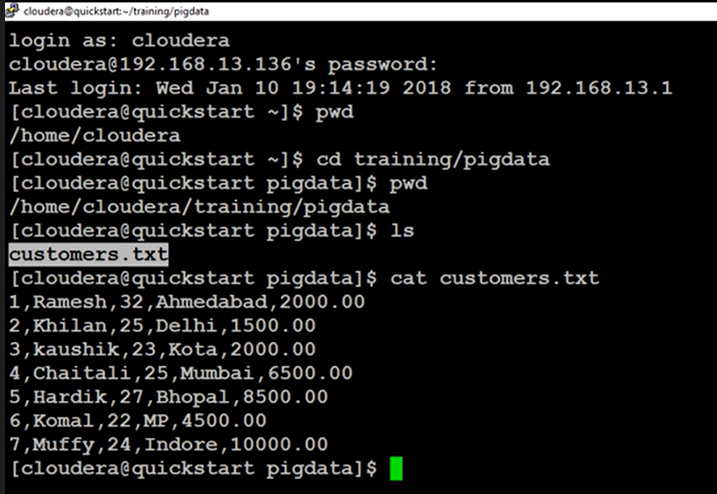 cloudera@quickstart:~/training/pigdata
login as: cloudera
cloudera@192.168.13.136's password:
Last login: Wed Jan 10 19:14:19 2018 from 192.168.13.1
[cloudera@quickstart ~]$ pwd
/home/cloudera
[cloudera@quickstart ~]$ cd training/pigdata
[cloudera@quickstart pigdata]$ pwd
/home/cloudera/training/pigdata
[cloudera@quickstart pigdata]$ ls
customers.txt
[cloudera@quickstart pigdata]$ cat customers.txt
1,Ramesh,32,Ahmedabad,2000.00
2,Khilan,25,Delhi,1500.00
3,kaushik,23,Kota,2000.00
4,Chaitali,25,Mumbai,6500.00
5,Hardik,27,Bhopal,8500.00
6,Komal,22,MP,4500.00
7,Muffy,24,Indore,10000.00
[cloudera@quickstart pigdata]$